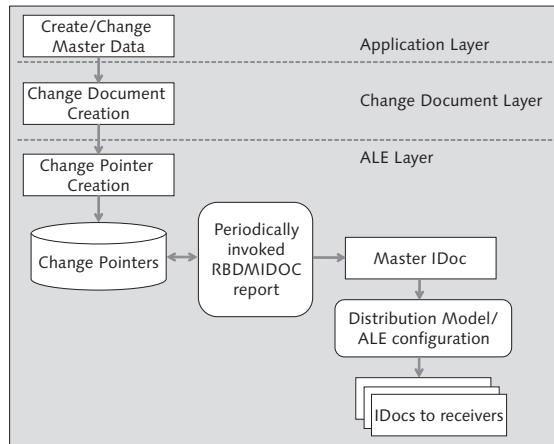 Create/Change
Master Data
Application Layer
Change Document
Creation
Change Document Layer
ALE Layer
Change Pointer
Creation
Change Pointers
Periodically
invoked
RBDMIDOC
report
Master IDoc
Distribution Model/
ALE configuration
IDocs to receivers